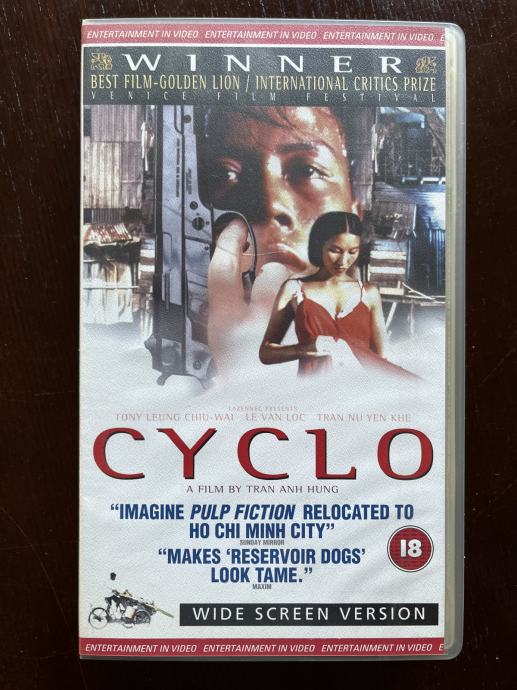 ENTERTAINMENT IN VIDEO ENTERTAINMENT IN VIDEO ENTERTAINMENT IN VIDEO E
WINNER
BEST FILM-GOLDEN LION / INTERNATIONAL CRITICS PRIZE
VENICE FILM FESTIVAL
LAZENNEC PRESENTS
TONY LEUNG CHIU-WAI LE VAN LOC TRAN NU YEN KHE
CYCLO
A FILM BY TRAN ANH HUNG
“IMAGINE PULP FICTION RELOCATED TO
HO CHI MINH CITY”
SUNDAY MIRROR
“MAKES ‘RESERVOIR DOGS’
LOOK TAME.”
MAXIM
18
WIDE SCREEN VERSION
ENTERTAINMENT IN VIDEO ENTERTAINMENT IN VIDEO ENTERTAINMENT IN VIDEO E